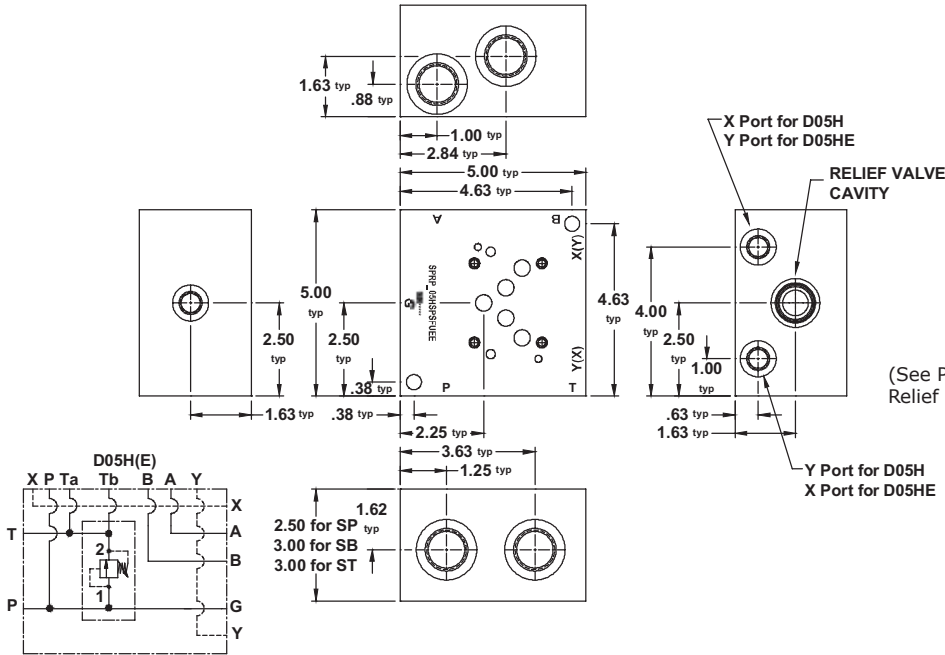 1.63 typ
.88 typ
1.00 typ
2.84 typ
5.00 typ
4.63 typ
X Port for D05H
Y Port for D05HE
RELIEF VALVE
CAVITY
A
B
X(Y)
G
Y(X)
P
T
5.00
typ
2.50
typ
2.50
typ
.38 typ
.38 typ
1.63 typ
2.25 typ
4.63
typ
4.00
typ
2.50
typ
1.00
typ
.63 typ
1.63 typ
(See P
Relief
Y Port for D05H
X Port for D05HE
3.63 typ
1.25 typ
1.62
typ
2.50 for SP
3.00 for SB
3.00 for ST
D05H(E)
X P Ta Tb B A Y
X
T
A
2
B
1
P
G
Y